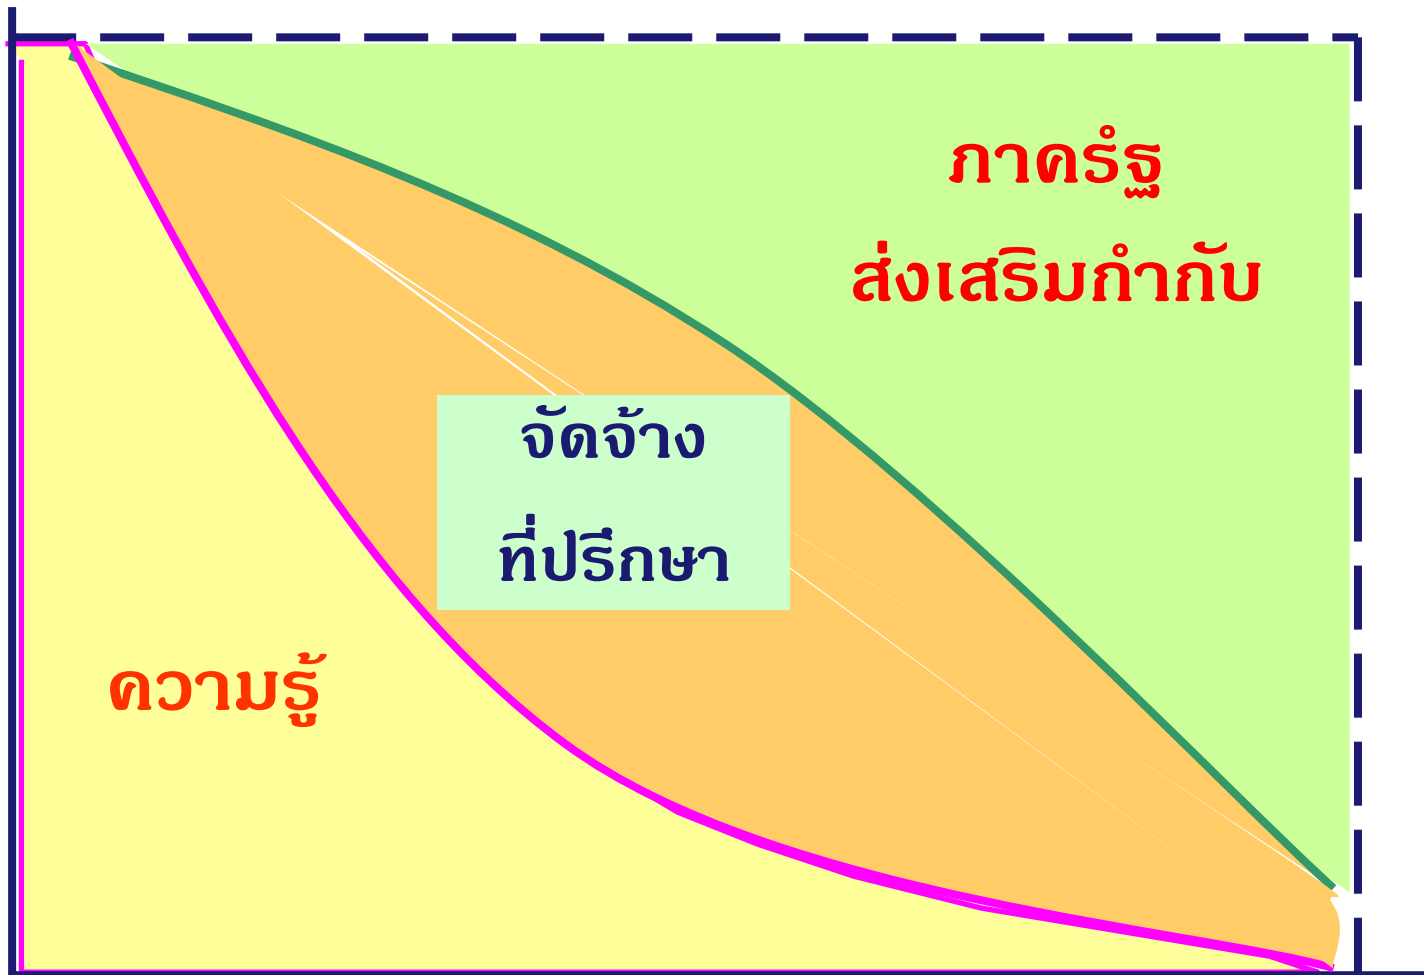 ภาครัฐ
ส่งเสริมกำกับ
จัดจ้าง
ที่ปรึกษา
ความรู้